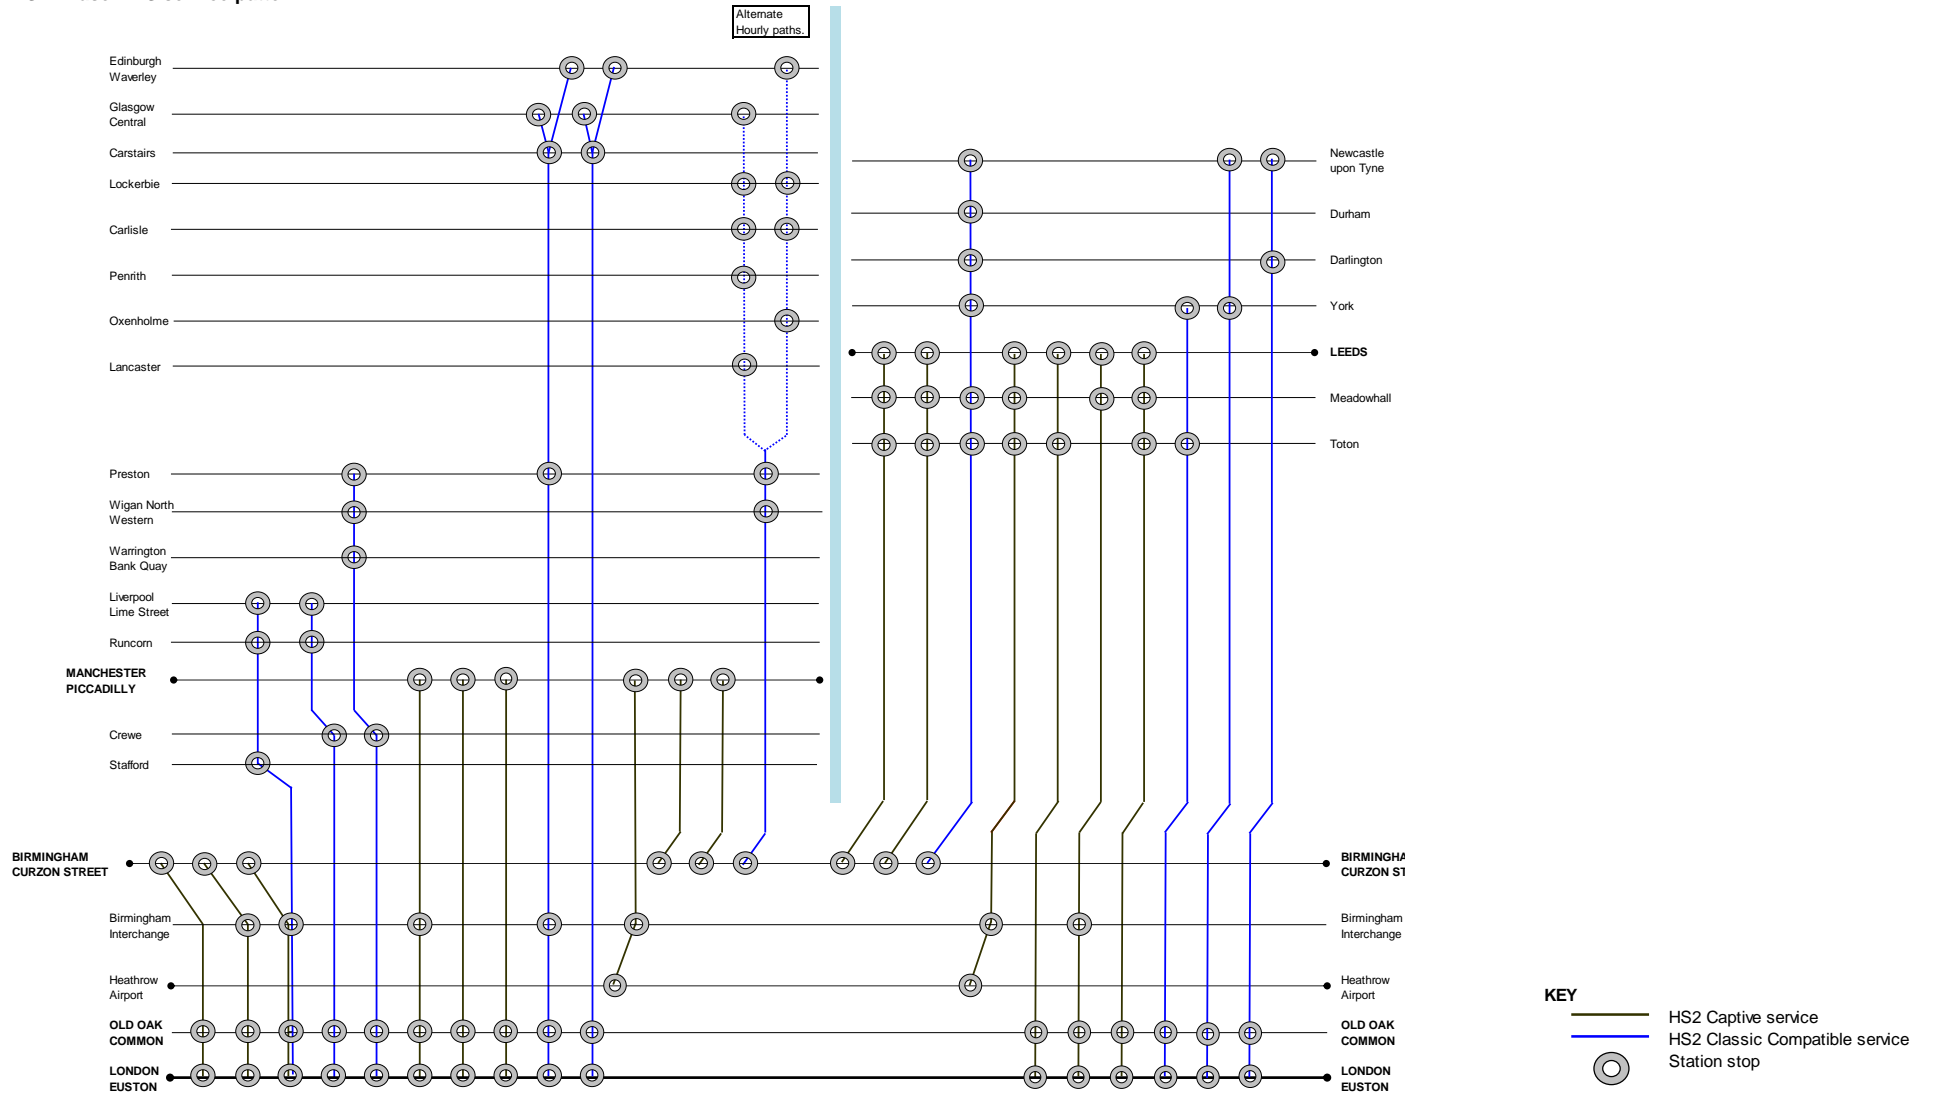 Alternate
Hourly paths.
Edinburgh
Waverley
Glasgow
Central
Carstairs
Lockerbie
Carlisle
Penrith
Oxenholme
Lancaster
Preston
Wigan North
Western
Warrington
Bank Quay
Liverpool
Lime Street
Runcorn
MANCHESTER
PICCADILLY
Crewe
Stafford
BIRMINGHAM
CURZON STREET
Birmingham
Interchange
Heathrow
Airport
OLD OAK
COMMON
LONDON
EUSTON
Newcastle
upon Tyne
Durham
Darlington
York
LEEDS
Meadowhall
Toton
BIRMINGHA
CURZON ST
Birmingham
Interchange
Heathrow
Airport
OLD OAK
COMMON
LONDON
EUSTON
KEY
HS2 Captive service
HS2 Classic Compatible service
Station stop